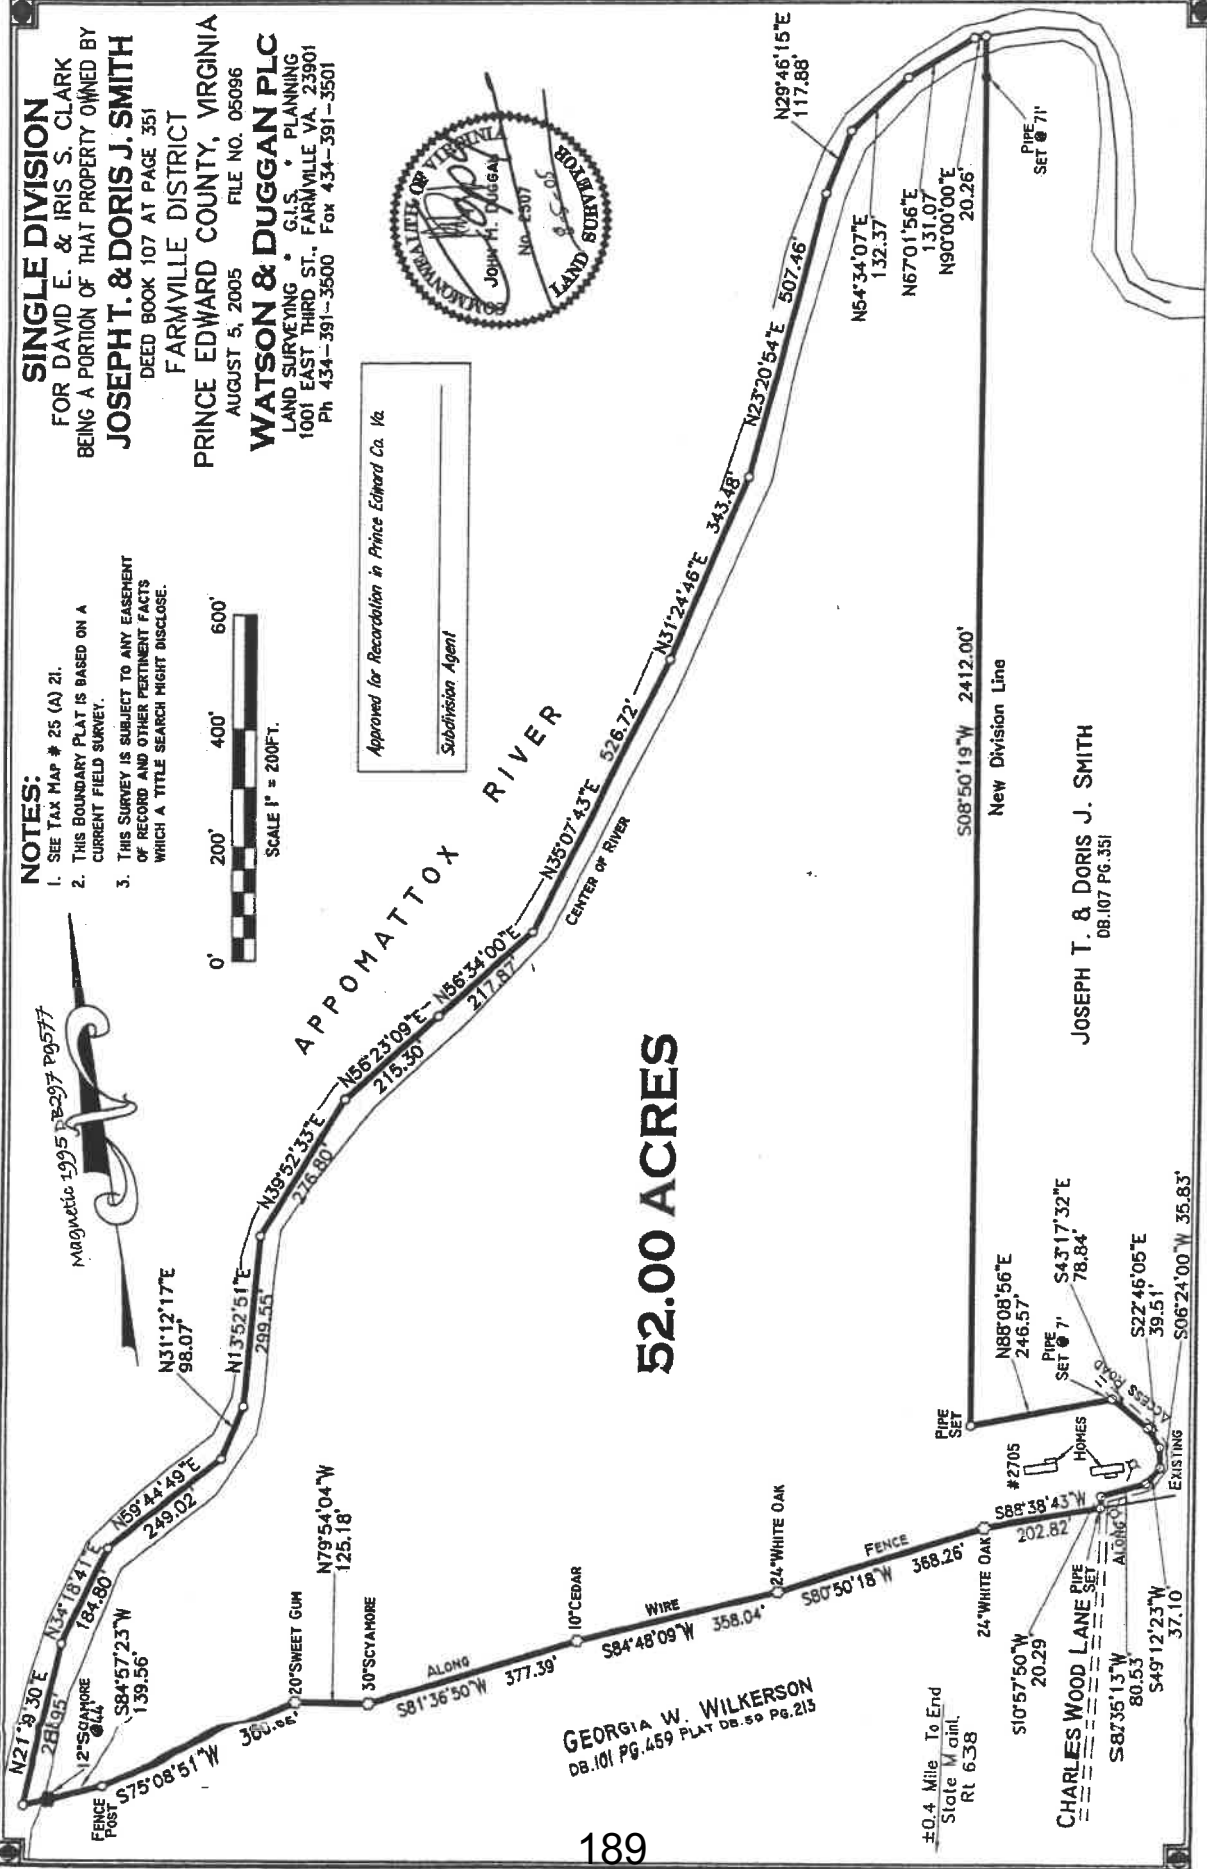 SINGLE DIVISION
FOR DAVID E. & IRIS S. CLARK
BEING A PORTION OF THAT PROPERTY OWNED BY
JOSEPH T. & DORIS J. SMITH
DEED BOOK 107 AT PAGE 351
FARMVILLE DISTRICT
PRINCE EDWARD COUNTY, VIRGINIA
AUGUST 5, 2005 FILE NO. 05096
WATSON & DUGGAN PLC
LAND SURVEYING * G.I.S. * PLANNING
1001 EAST THIRD ST., FARMVILLE VA. 23901
Ph 434-391-3500 Fax 434-391-3501
COMMONWEALTH OF VIRGINIA
JOHN H. DUGGAN
No. 2507
8-5-05
LAND SURVEYOR
NOTES:
1. SEE TAX MAP # 25 (A) 21.
2. THIS BOUNDARY PLAT IS BASED ON A
CURRENT FIELD SURVEY.
3. THIS SURVEY IS SUBJECT TO ANY EASEMENT
OF RECORD AND OTHER PERTINENT FACTS
WHICH A TITLE SEARCH MIGHT DISCLOSE.
0' 200' 400' 600'
SCALE 1" = 200FT.
Approved for Recordation in Prince Edward Co. Va.
Subdivision Agent
Magnetic 1995 DB297 Pg577
APPOMATTOX RIVER
N21°19'30"E
281.95'
N34°18'41"E
184.80'
N59°44'49"E
249.02'
N31°12'17"E
98.07'
N13°52'51"E
299.55'
N39°52'33"E
276.80'
N56°23'09"E
215.30'
N56°34'00"E
217.87'
N35°07'43"E 526.72'
CENTER OF RIVER
N31°24'46"E 343.48'
N23°20'54"E 507.46'
N29°46'15"E
117.88'
N54°34'07"E
132.37'
N67°01'56"E
131.07'
N90°00'00"E
20.26'
PIPE
SET @ 71'
S08°50'19"W 2412.00'
New Division Line
JOSEPH T. & DORIS J. SMITH
DB.107 PG.351
52.00 ACRES
PIPE
SET
N88°08'56"E
246.57'
PIPE
SET @ 7'
S43°17'32"E
78.84'
ACCESS ROAD
S22°46'05"E
39.51'
S06°24'00"W 35.83'
EXISTING
#2705
HOMES
ALONG
S49°12'23"W
37.10'
S87°35'13"W
80.53'
S10°57'50"W
20.29
PIPE
SET
CHARLES WOOD LANE
±0.4 Mile To End
State Maint.
Rt 638
S88°38'43"W
202.82'
24"WHITE OAK
FENCE
S80°50'18"W 368.26'
24"WHITE OAK
WIRE
S84°48'09"W 358.04'
10"CEDAR
ALONG
S81°36'50"W 377.39'
30"SCYAMORE
N79°54'04"W
125.18'
20"SWEET GUM
S75°08'51"W
FENCE
POST
S84°57'23"W
139.56'
GEORGIA W. WILKERSON
DB.101 PG.459 PLAT DB.59 PG.213
189